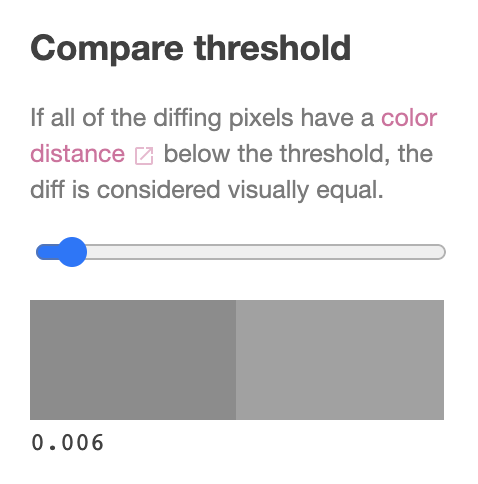 Compare threshold
If all of the diffing pixels have a color
distance below the threshold, the
diff is considered visually equal.
0.006